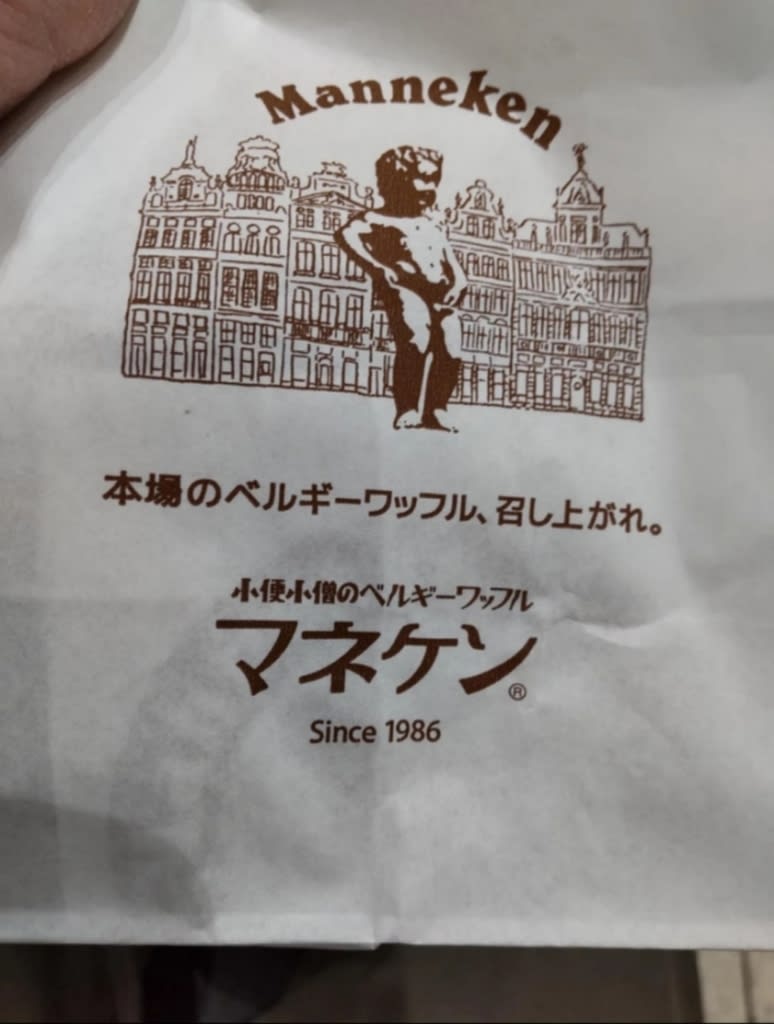 Manneken
本場のベルギーワッフル、召し上がれ。
小便小僧のベルギーワッフル
マネケン®
Since 1986